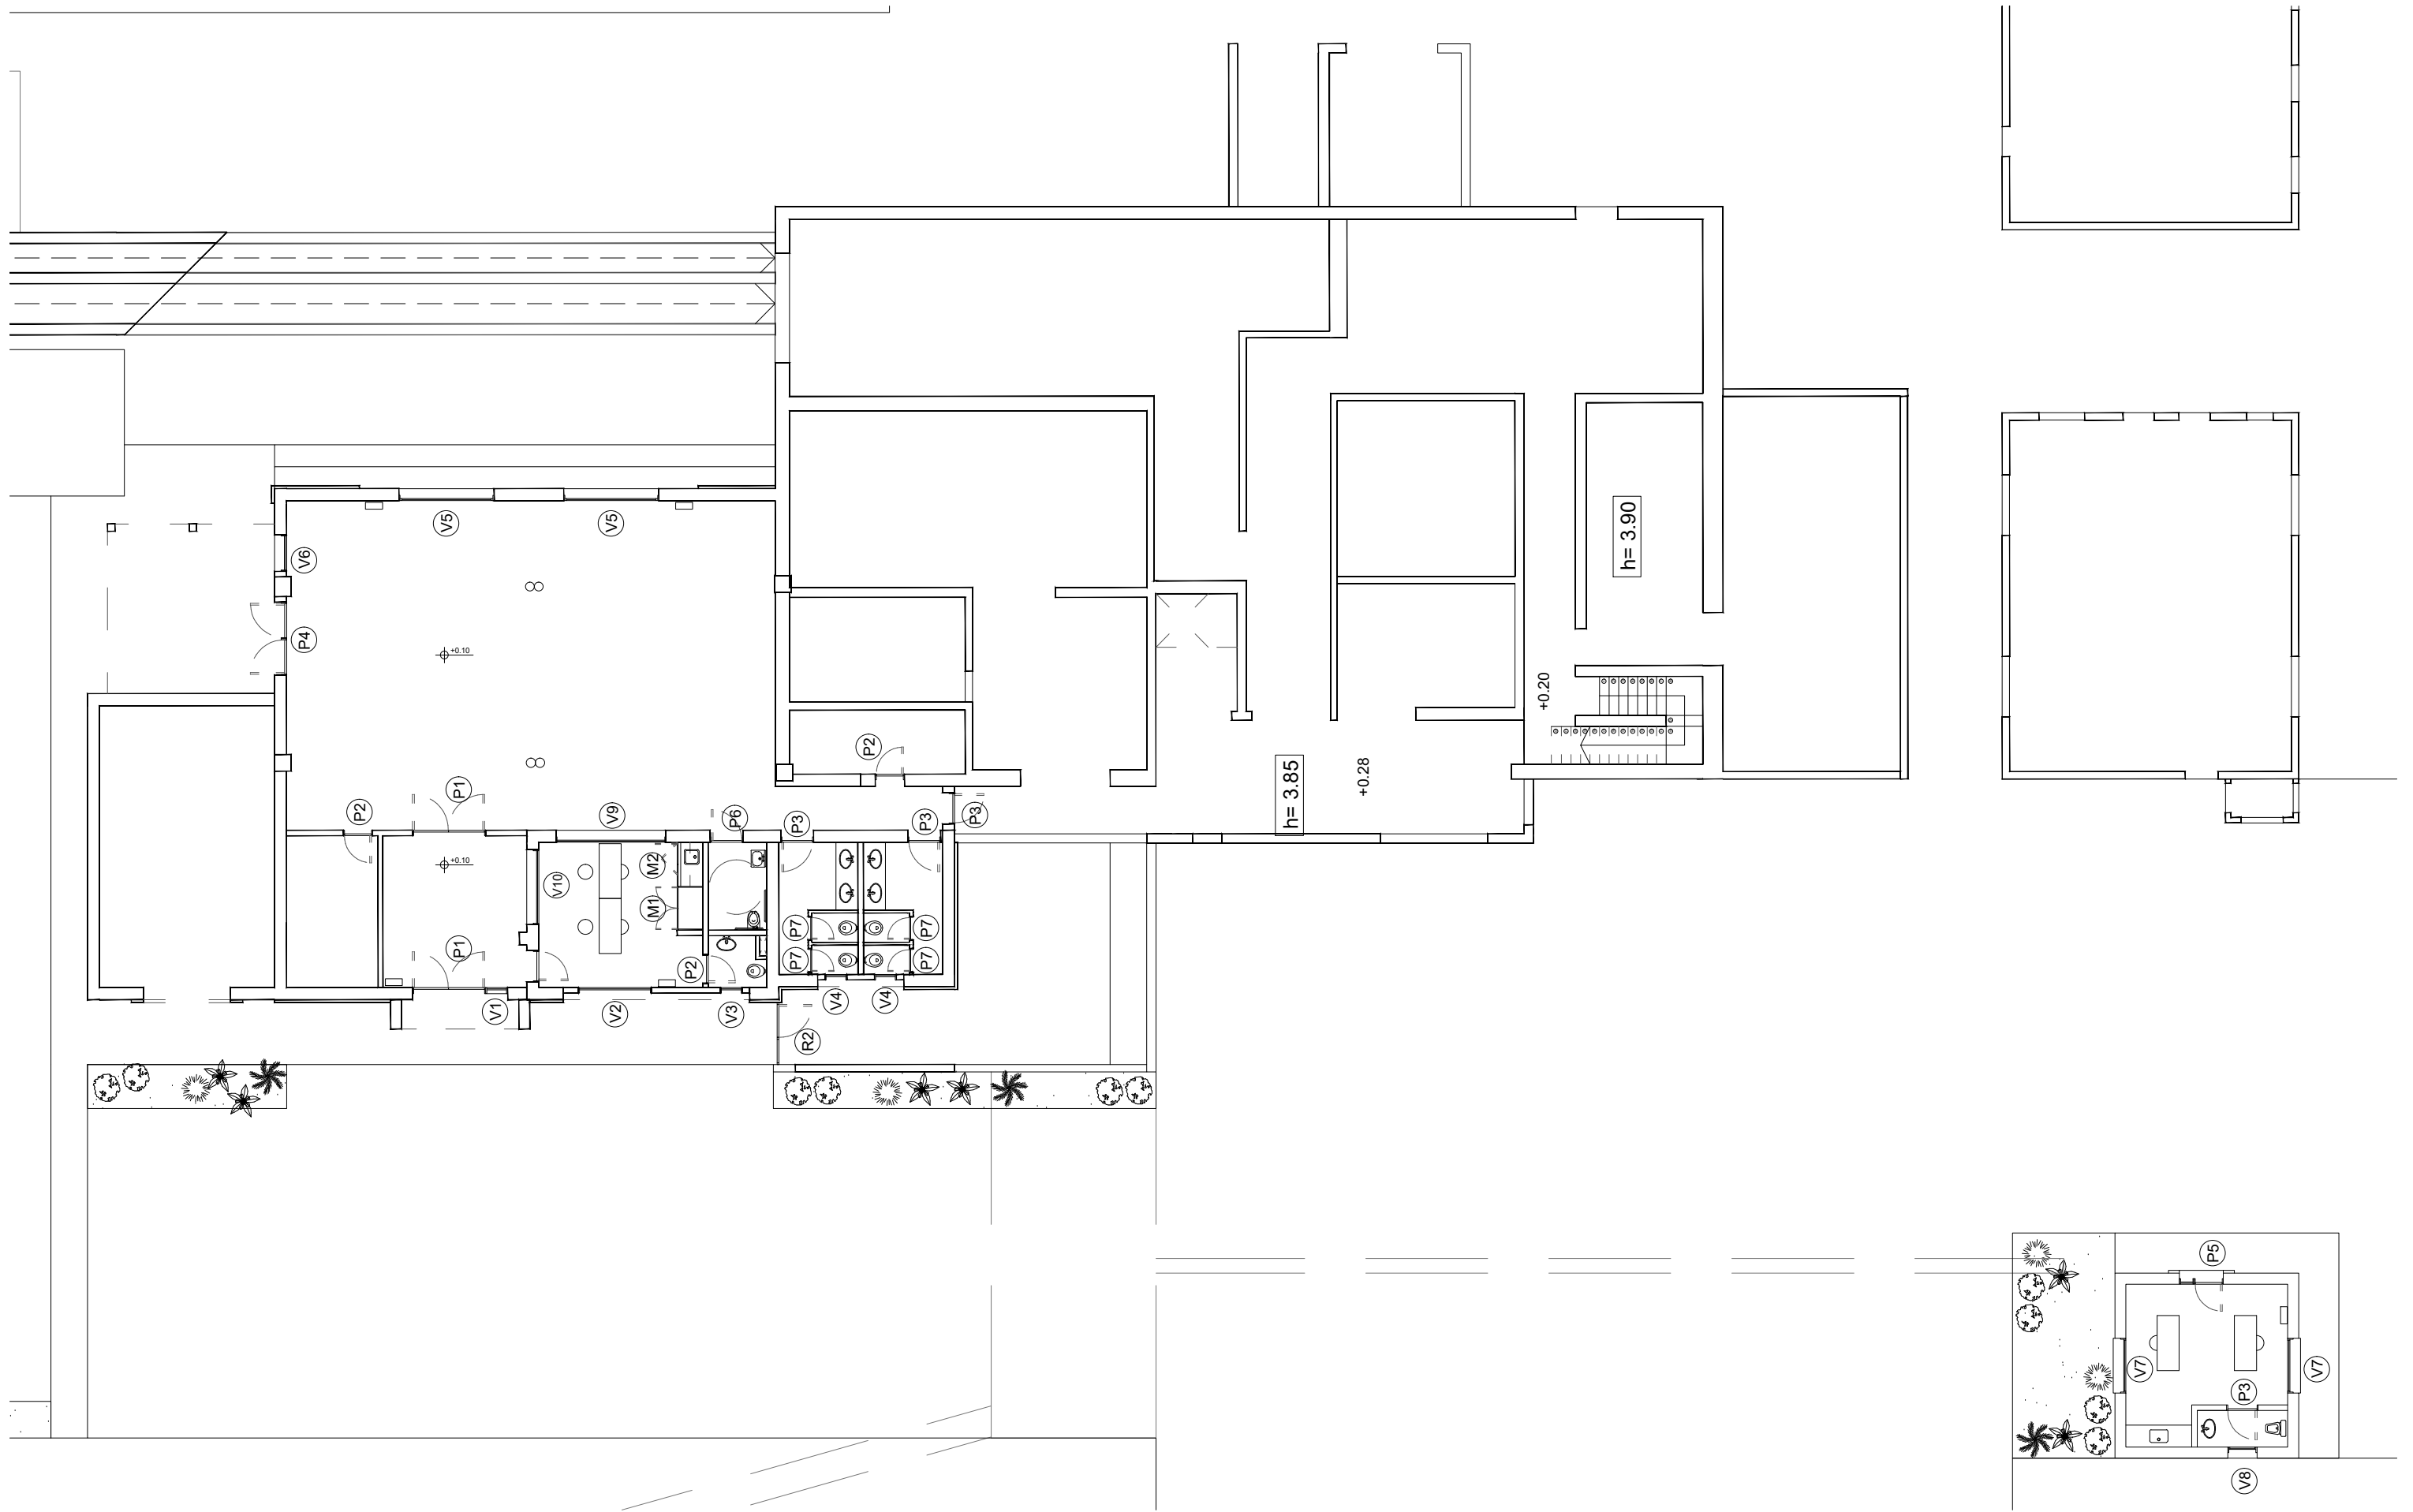 V5
V5
V6
h= 3.90
P4
+0.10
+0.20
P2
h= 3.85
+0.28
P1
P2
V9
P6
P3
P3
P3
+0.10
V10
M2
M1
P1
P2
P7
P7
P7
P7
V1
V2
V3
V4
V4
R2
P5
V7
V7
P3
V8